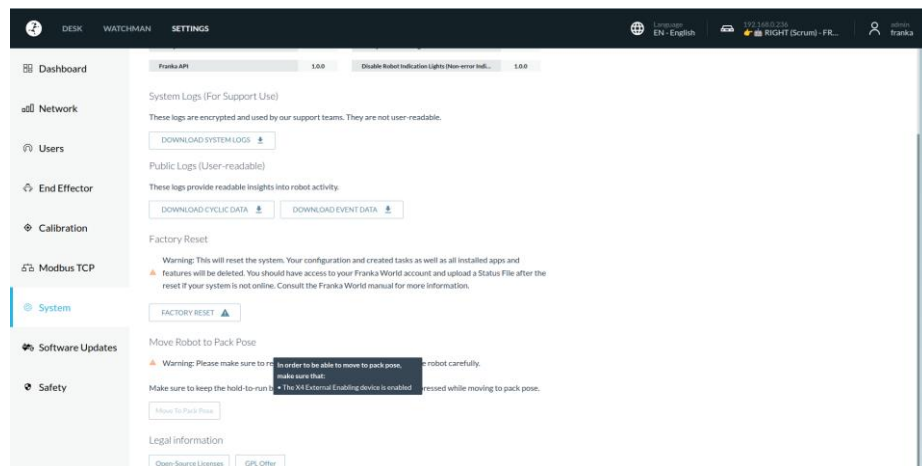 DESK WATCHMAN SETTINGS
Language
EN - English
192.168.0.236
RIGHT (Scrum) - FR...
admin
franka
Dashboard
Network
Users
End Effector
Calibration
Modbus TCP
System
Software Updates
Safety
Franka API 1.0.0 Disable Robot Indication Lights (Non-error Indi... 1.0.0
System Logs (For Support Use)
These logs are encrypted and used by our support teams. They are not user-readable.
DOWNLOAD SYSTEM LOGS
Public Logs (User-readable)
These logs provide readable insights into robot activity.
DOWNLOAD CYCLIC DATA DOWNLOAD EVENT DATA
Factory Reset
Warning: This will reset the system. Your configuration and created tasks as well as all installed apps and
features will be deleted. You should have access to your Franka World account and upload a Status File after the
reset if your system is not online. Consult the Franka World manual for more information.
FACTORY RESET
Move Robot to Pack Pose
Warning: Please make sure to re
e robot carefully.
In order to be able to move to pack pose,
make sure that:
• The X4 External Enabling device is enabled
Make sure to keep the hold-to-run b
pressed while moving to pack pose.
Move To Pack Pose
Legal information
Open-Source Licenses GPL Offer